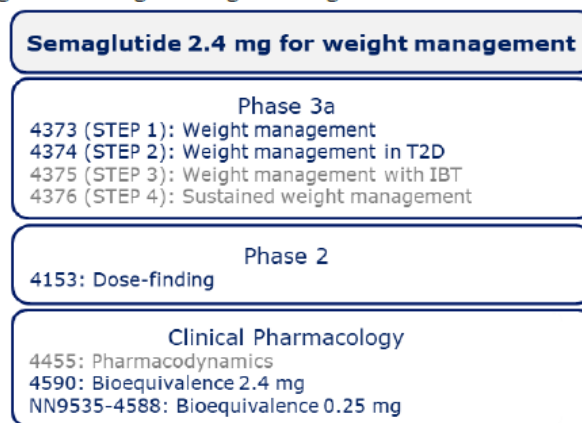 Semaglutide 2.4 mg for weight management
Phase 3a
4373 (STEP 1): Weight management
4374 (STEP 2): Weight management in T2D
4375 (STEP 3): Weight management with IBT
4376 (STEP 4): Sustained weight management
Phase 2
4153: Dose-finding
Clinical Pharmacology
4455: Pharmacodynamics
4590: Bioequivalence 2.4 mg
NN9535-4588: Bioequivalence 0.25 mg